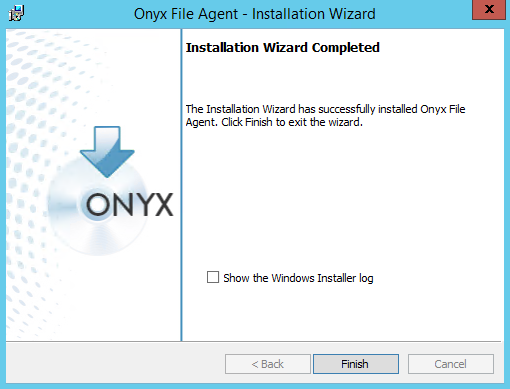 Onyx File Agent - Installation Wizard
x
Installation Wizard Completed
The Installation Wizard has successfully installed Onyx File
Agent. Click Finish to exit the wizard.
ONYX
Show the Windows Installer log
< Back
Finish
Cancel